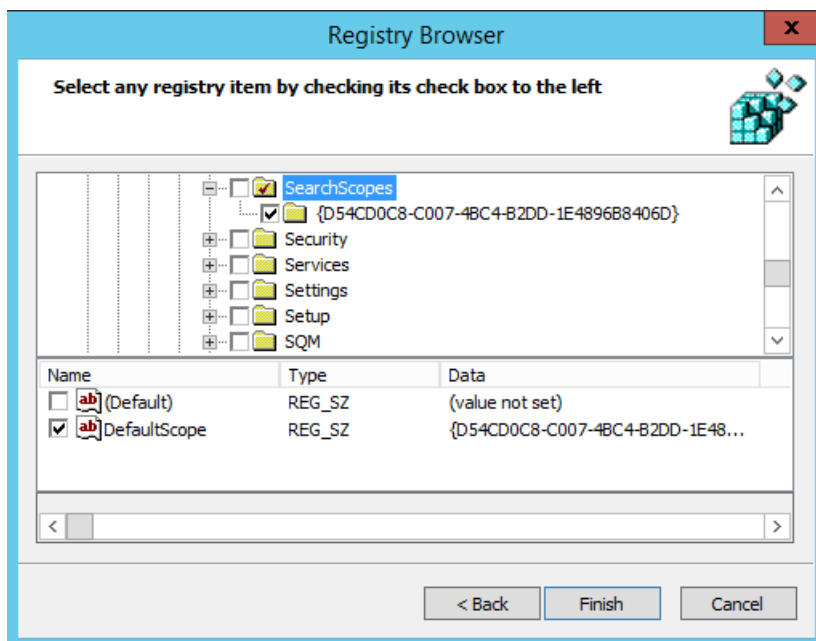 Registry Browser
x
Select any registry item by checking its check box to the left
SearchScopes
{D54CD0C8-C007-4BC4-B2DD-1E4896B8406D}
Security
Services
Settings
Setup
SQM
Name Type Data
ab (Default) REG_SZ (value not set)
ab DefaultScope REG_SZ {D54CD0C8-C007-4BC4-B2DD-1E48...
< Back Finish Cancel